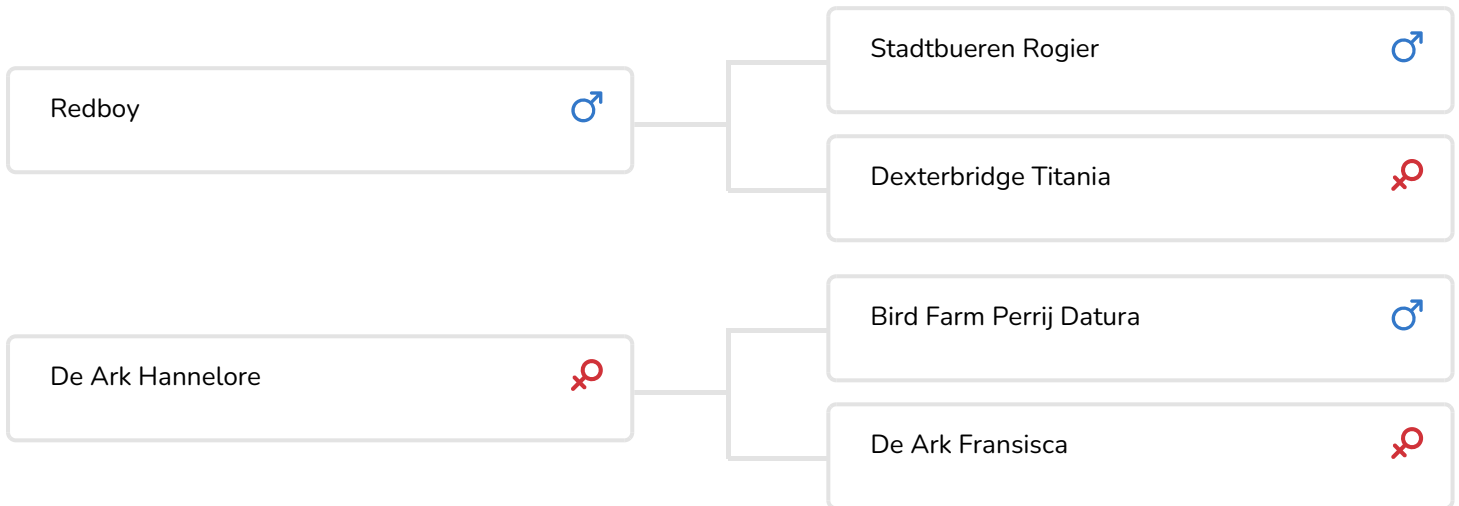 Stadtbueren Rogier
Redboy
Dexterbridge Titania
Bird Farm Perrij Datura
De Ark Hannelore
De Ark Fransisca